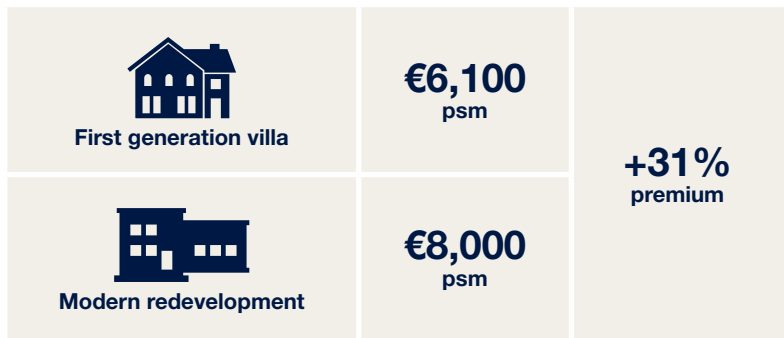 First generation villa
€6,100
psm
Modern redevelopment
€8,000
psm
+31%
premium